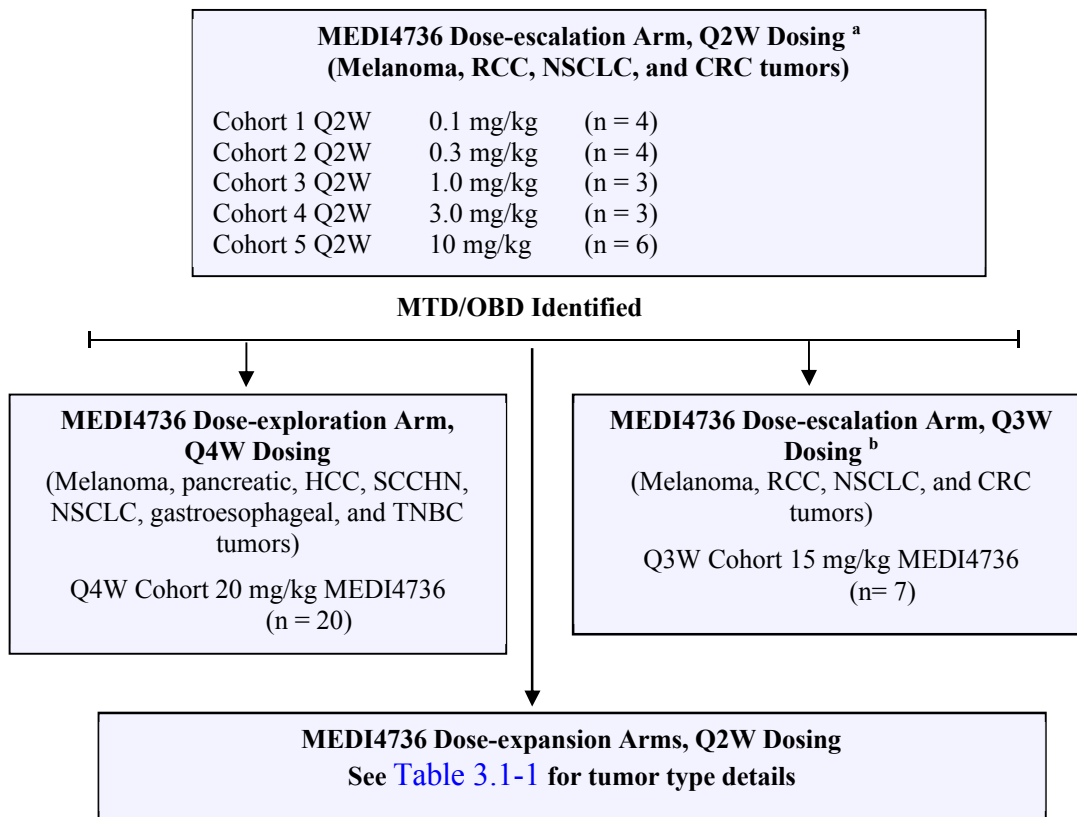 MEDI4736 Dose-escalation Arm, Q2W Dosing a
(Melanoma, RCC, NSCLC, and CRC tumors)
Cohort 1 Q2W 0.1 mg/kg (n = 4)
Cohort 2 Q2W 0.3 mg/kg (n = 4)
Cohort 3 Q2W 1.0 mg/kg (n = 3)
Cohort 4 Q2W 3.0 mg/kg (n = 3)
Cohort 5 Q2W 10 mg/kg (n = 6)
MTD/OBD Identified
MEDI4736 Dose-exploration Arm,
Q4W Dosing
(Melanoma, pancreatic, HCC, SCCHN,
NSCLC, gastroesophageal, and TNBC
tumors)
Q4W Cohort 20 mg/kg MEDI4736
(n = 20)
MEDI4736 Dose-escalation Arm, Q3W
Dosing b
(Melanoma, RCC, NSCLC, and CRC
tumors)
Q3W Cohort 15 mg/kg MEDI4736
(n= 7)
MEDI4736 Dose-expansion Arms, Q2W Dosing
See Table 3.1-1 for tumor type details